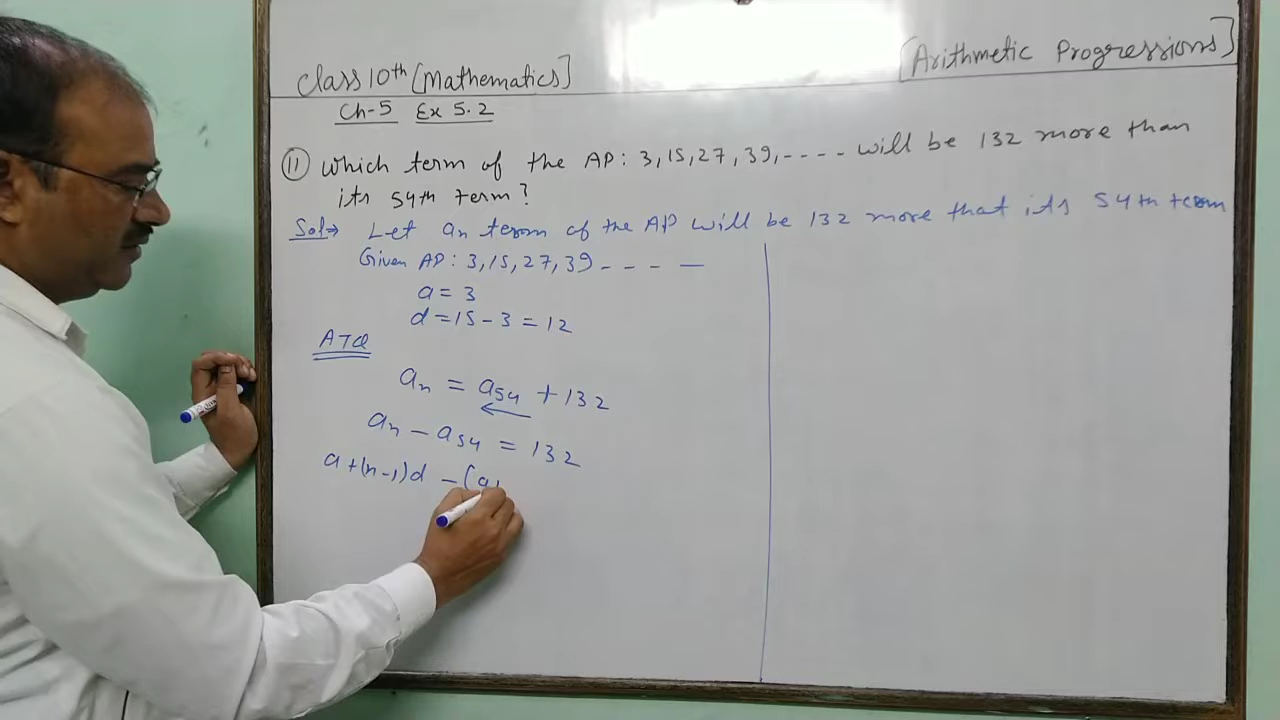 Class 10th [Mathematics]
[Arithmetic Progressions]
Ch-5 Ex 5.2
(11) Which term of the AP: 3, 15, 27, 39, ---- will be 132 more than
its 54th term?
Sol→ Let an term of the AP will be 132 more that its 54th term
Given AP: 3, 15, 27, 39 - - - —
a = 3
d = 15 - 3 = 12
ATQ
an = a54 + 132
an - a54 = 132
a + (n-1)d - (a